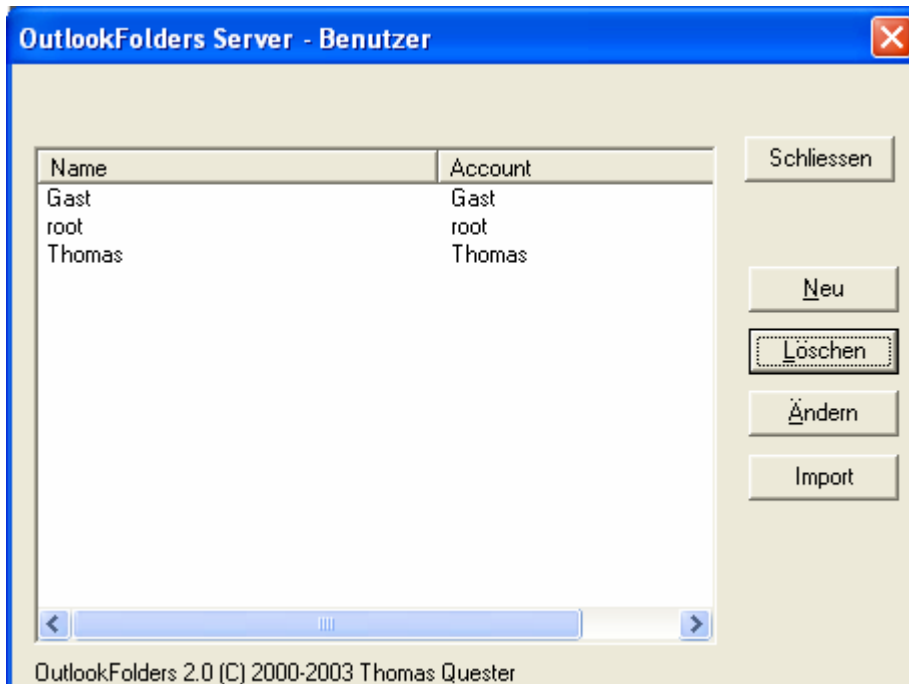 OutlookFolders Server - Benutzer
Name Account
Gast Gast
root root
Thomas Thomas
Schliessen
Neu
Löschen
Ändern
Import
OutlookFolders 2.0 (C) 2000-2003 Thomas Quester